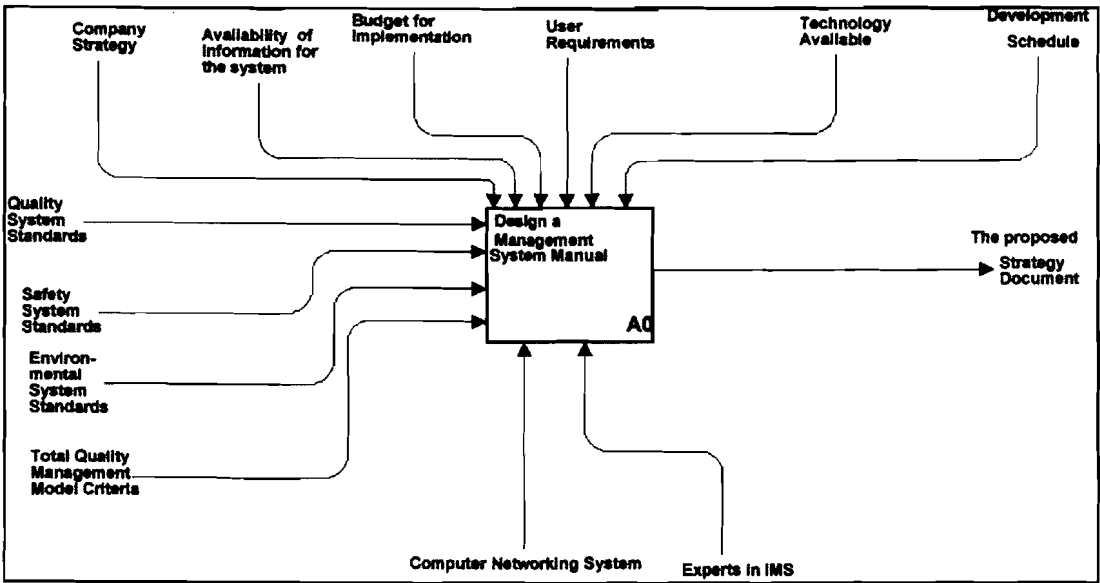 Company
Strategy
Availability of
Information for
the system
Budget for
Implementation
User
Requirements
Technology
Available
Development
Schedule
Quality
System
Standards
Safety
System
Standards
Environ-
mental
System
Standards
Total Quality
Management
Model Criteria
Design a
Management
System Manual
A0
The proposed
Strategy
Document
Computer Networking System
Experts in IMS